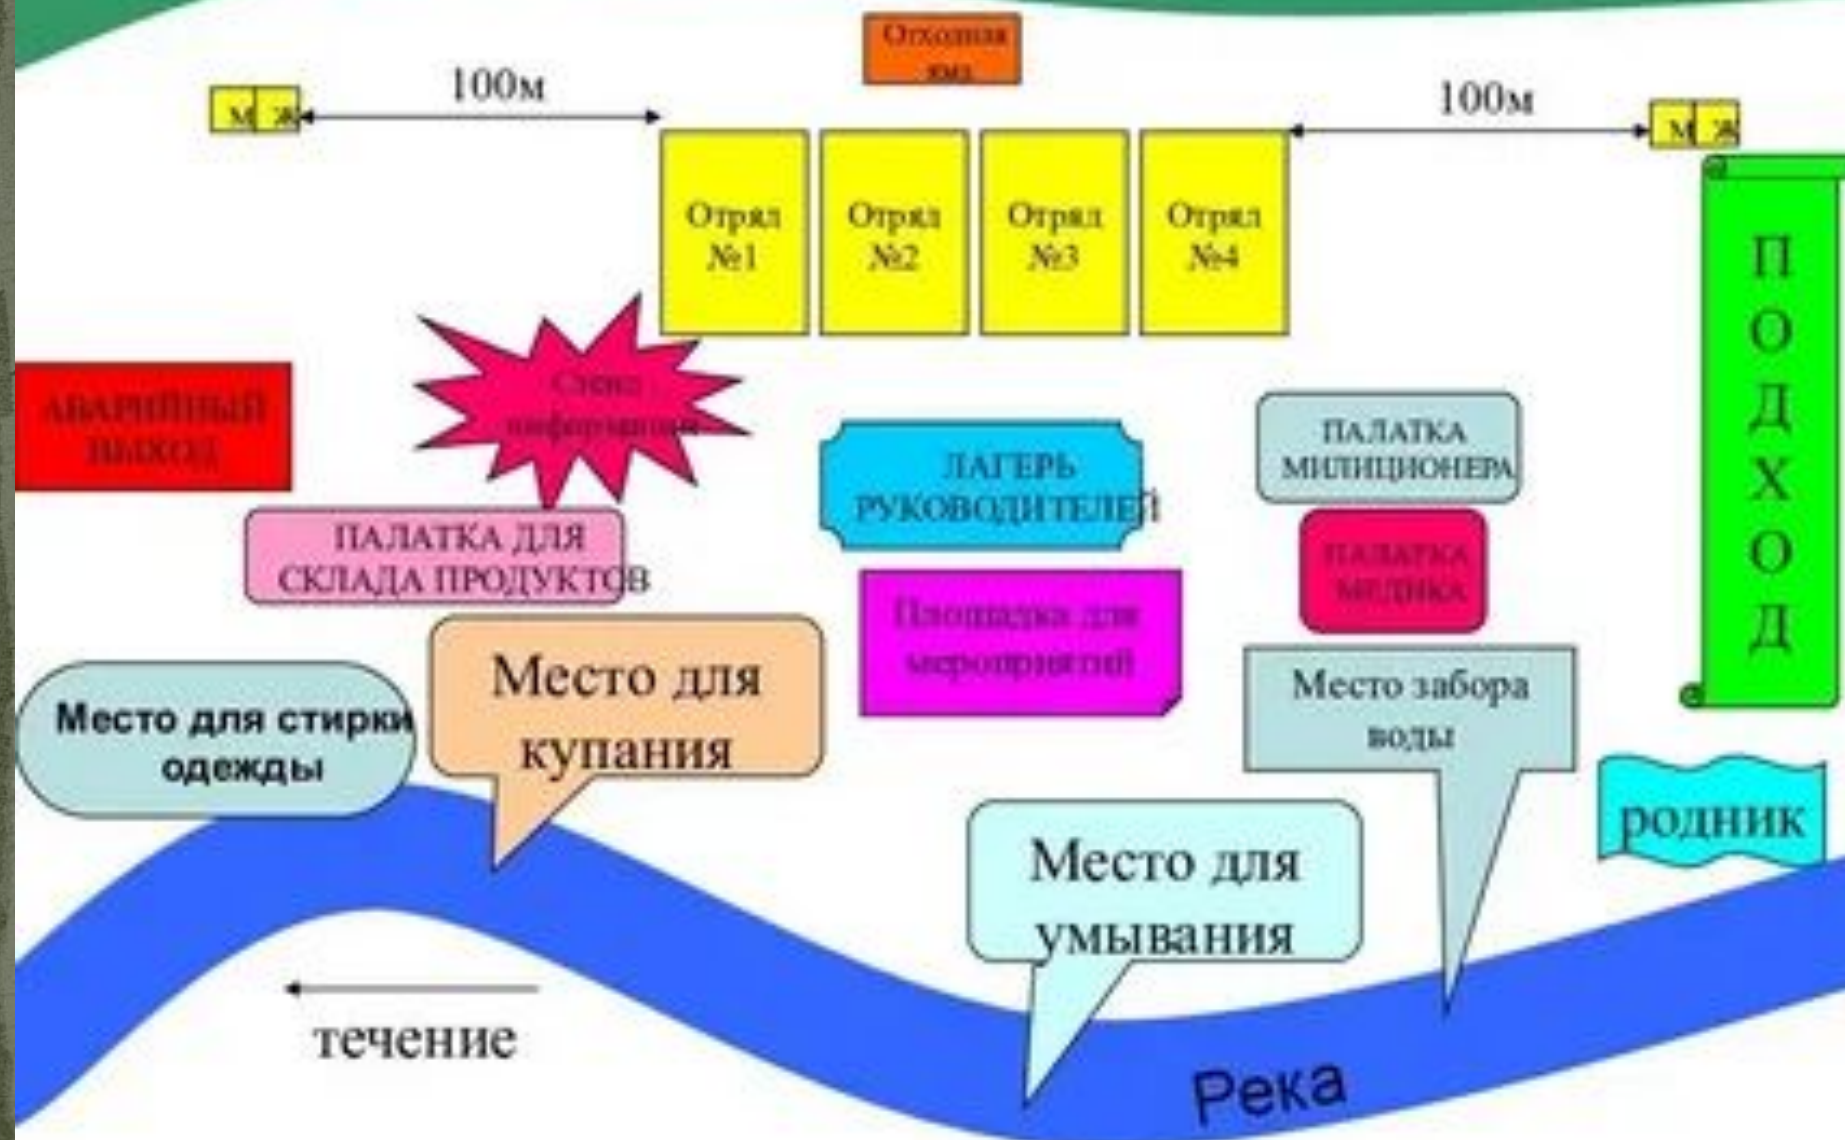 Отходная
яма
100м
100м
М Ж
М Ж
Отряд
№1
Отряд
№2
Отряд
№3
Отряд
№4
ПОДХОД
АВАРИЙНЫЙ
ВЫХОД
Стенд
информации
ЛАГЕРЬ
РУКОВОДИТЕЛЕЙ
ПАЛАТКА
МИЛИЦИОНЕРА
ПАЛАТКА ДЛЯ
СКЛАДА ПРОДУКТОВ
ПАЛАТКА
МЕДИКА
Площадка для
мероприятий
Место для
купания
Место для стирки
одежды
Место забора
воды
родник
Место для
умывания
течение
Река